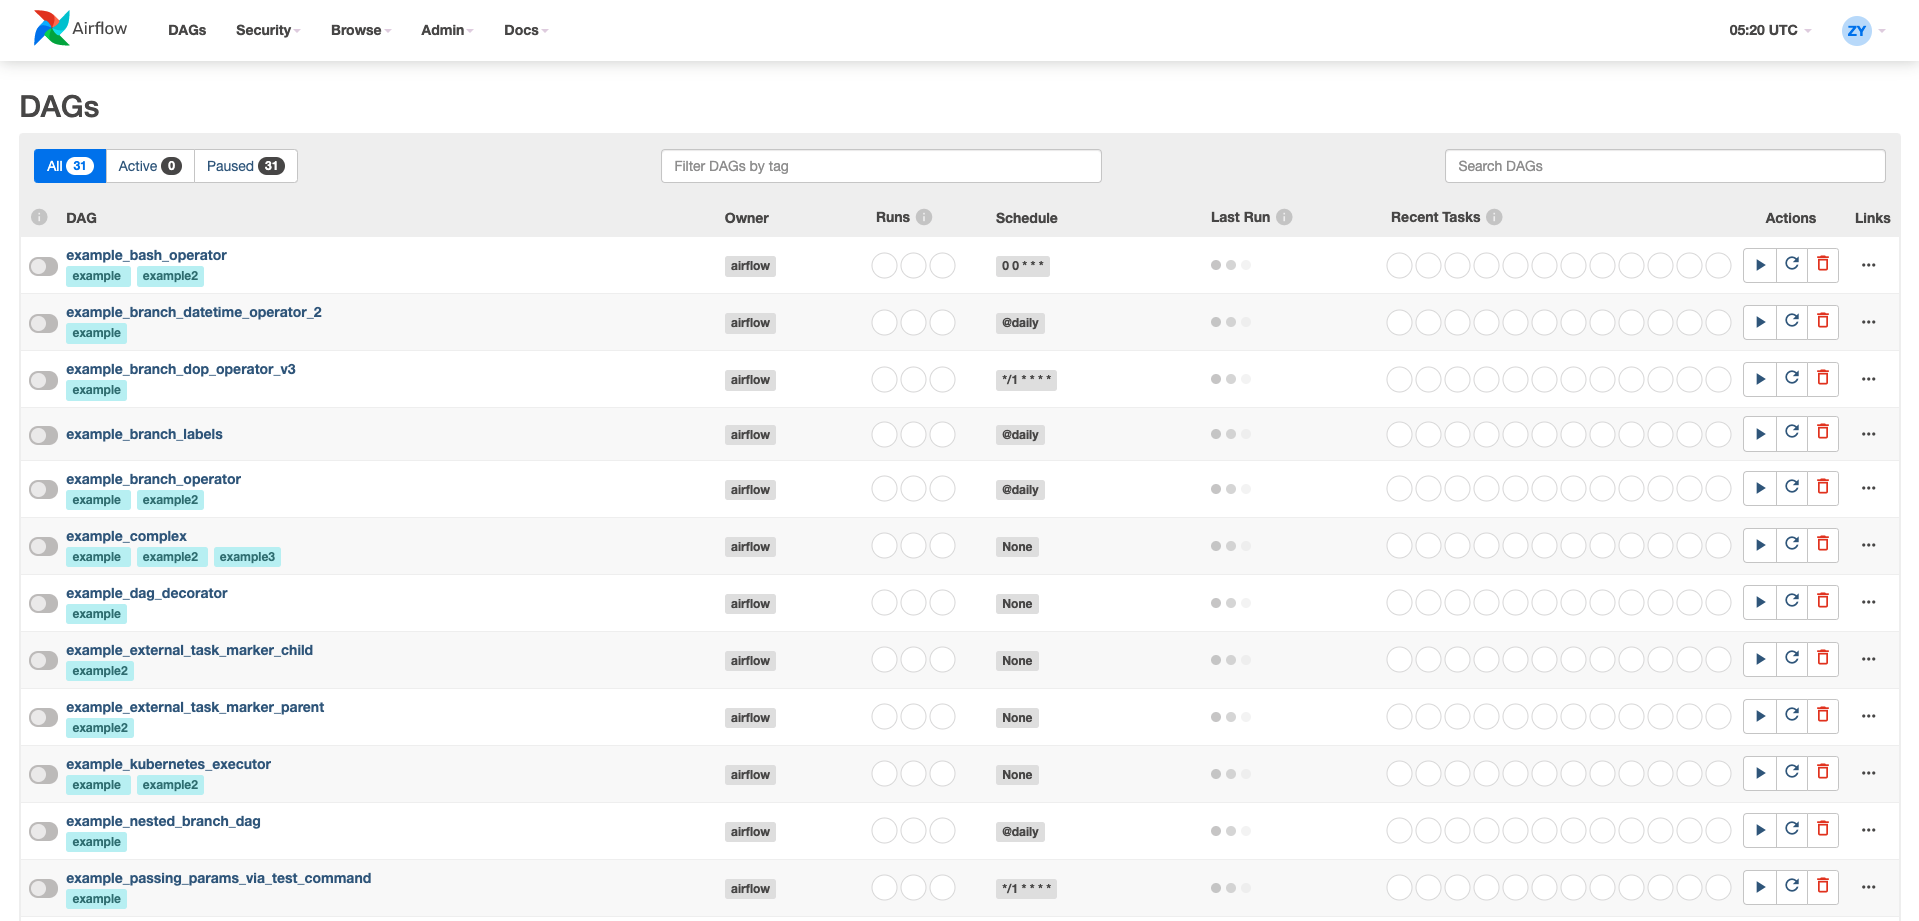 Airflow DAGs Security Browse Admin Docs 05:20 UTC ZY
DAGs
All 31 Active 0 Paused 31 Filter DAGs by tag Search DAGs
i DAG Owner Runs i Schedule Last Run i Recent Tasks i Actions Links
example_bash_operator
example example2 airflow 0 0 * * *
example_branch_datetime_operator_2
example airflow @daily
example_branch_dop_operator_v3
example airflow */1 * * * *
example_branch_labels airflow @daily
example_branch_operator
example example2 airflow @daily
example_complex
example example2 example3 airflow None
example_dag_decorator
example airflow None
example_external_task_marker_child
example2 airflow None
example_external_task_marker_parent
example2 airflow None
example_kubernetes_executor
example example2 airflow None
example_nested_branch_dag
example airflow @daily
example_passing_params_via_test_command
example airflow */1 * * * *